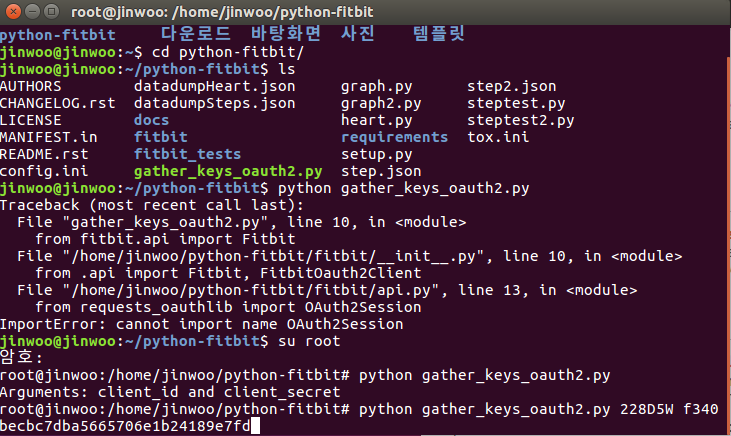 root@jinwoo: /home/jinwoo/python-fitbit
python-fitbit 다운로드 바탕화면 사진 템플릿
jinwoo@jinwoo:~$ cd python-fitbit/
jinwoo@jinwoo:~/python-fitbit$ ls
AUTHORS datadumpHeart.json graph.py step2.json
CHANGELOG.rst datadumpSteps.json graph2.py steptest.py
LICENSE docs heart.py steptest2.py
MANIFEST.in fitbit requirements tox.ini
README.rst fitbit_tests setup.py
config.ini gather_keys_oauth2.py step.json
jinwoo@jinwoo:~/python-fitbit$ python gather_keys_oauth2.py
Traceback (most recent call last):
File "gather_keys_oauth2.py", line 10, in <module>
from fitbit.api import Fitbit
File "/home/jinwoo/python-fitbit/fitbit/__init__.py", line 10, in <module>
from .api import Fitbit, FitbitOauth2Client
File "/home/jinwoo/python-fitbit/fitbit/api.py", line 13, in <module>
from requests_oauthlib import OAuth2Session
ImportError: cannot import name OAuth2Session
jinwoo@jinwoo:~/python-fitbit$ su root
암호:
root@jinwoo:/home/jinwoo/python-fitbit# python gather_keys_oauth2.py
Arguments: client_id and client_secret
root@jinwoo:/home/jinwoo/python-fitbit# python gather_keys_oauth2.py 228D5W f340
becbc7dba5665706e1b24189e7fd